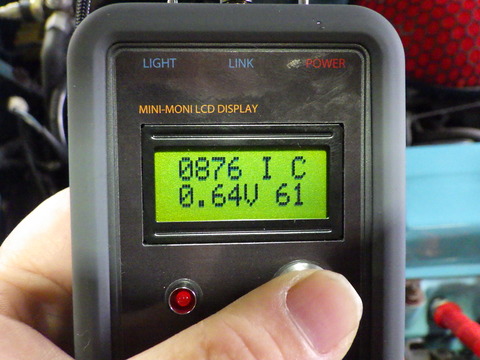 LIGHT LINK POWER
MINI-MONI LCD DISPLAY
0876 I C
0.64V 61